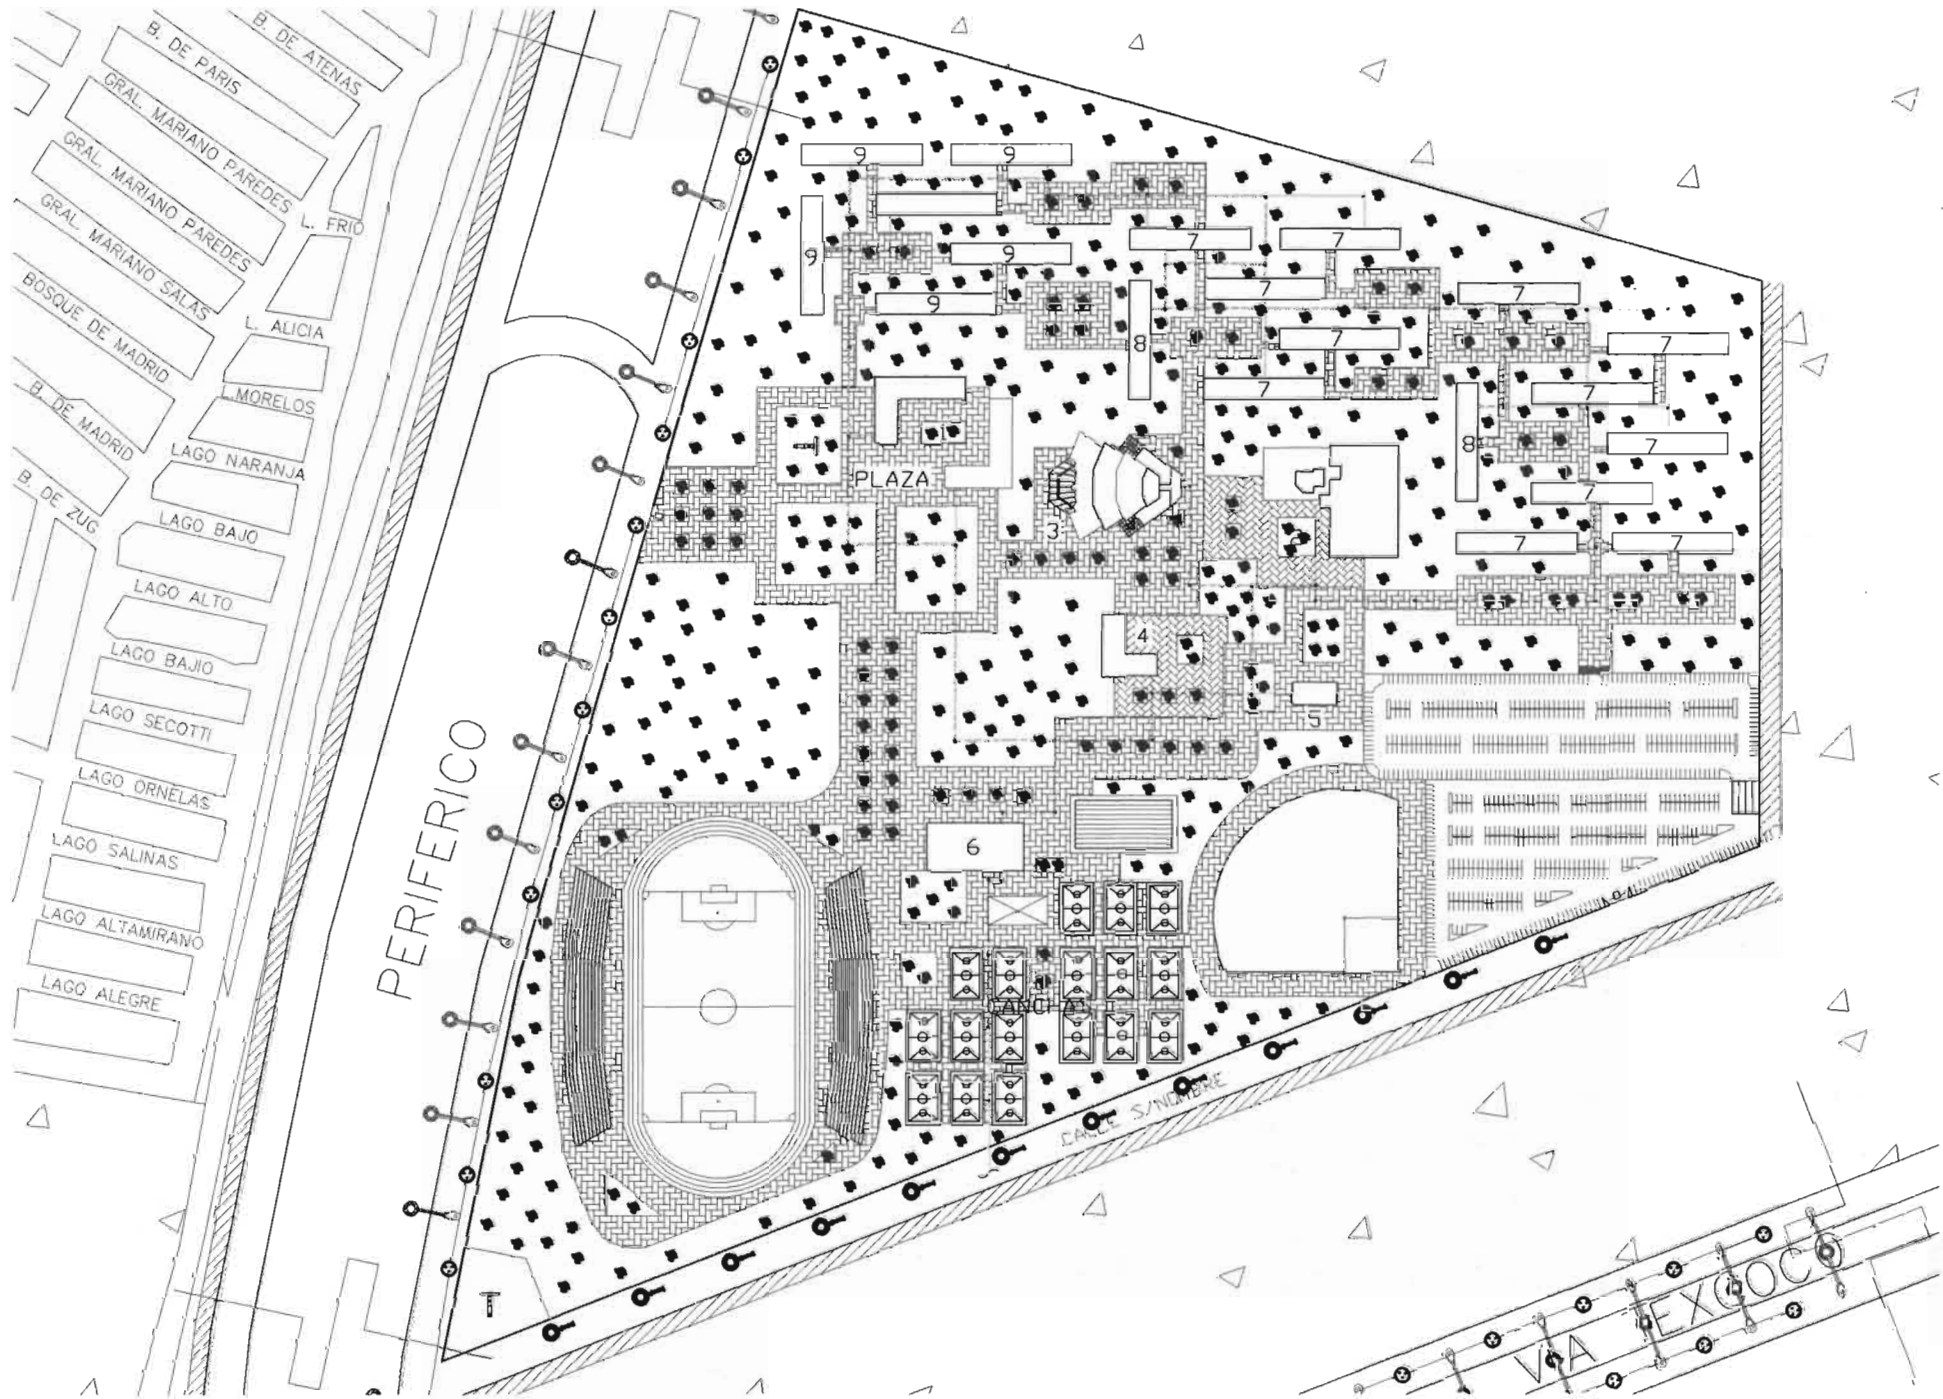 B. DE ATENAS
B. DE PARIS
GRAL. MARIANO PAREDES
GRAL. MARIANO PAREDES
GRAL. MARIANO SALAS
BOSQUE DE MADRID
B. DE MADRID
B. DE ZUG
L. FRIO
L. ALICIA
L.MORELOS
LAGO NARANJA
LAGO BAJO
LAGO ALTO
LAGO BAJIO
LAGO SECOTTI
LAGO ORNELAS
LAGO SALINAS
LAGO ALTAMIRANO
LAGO ALEGRE
PERIFERICO
9
9
9
9
9
7
7
7
7
7
7
7
7
7
7
7
7
8
8
PLAZA
3
4
5
6
CALLE S/NOMBRE